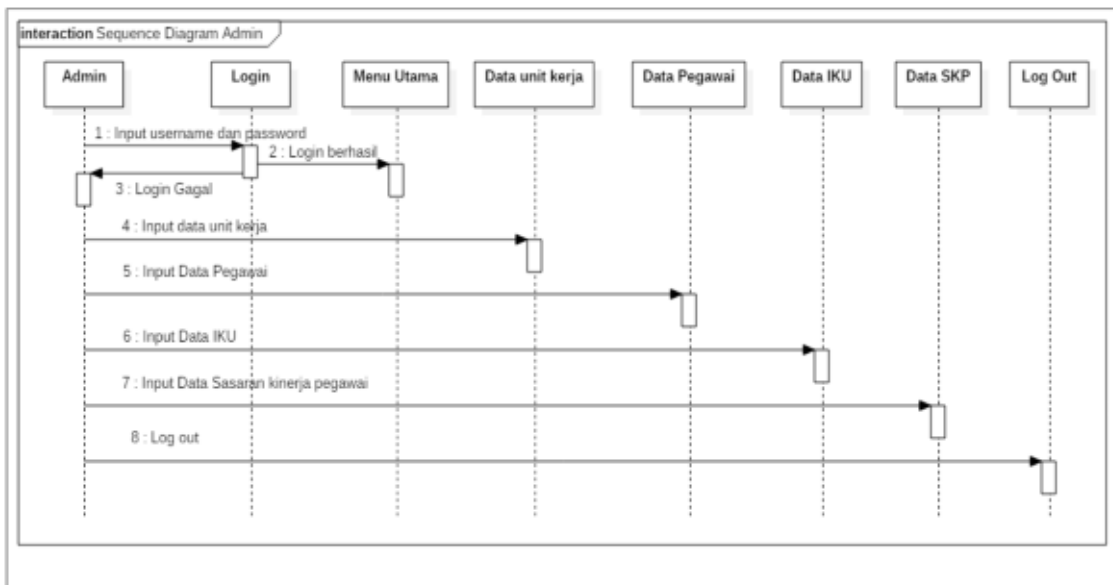 interaction Sequence Diagram Admin
Admin
Login
Menu Utama
Data unit kerja
Data Pegawai
Data IKU
Data SKP
Log Out
1 : Input username dan password
2 : Login berhasil
3 : Login Gagal
4 : Input data unit kerja
5 : Input Data Pegawai
6 : Input Data IKU
7 : Input Data Sasaran kinerja pegawai
8 : Log out